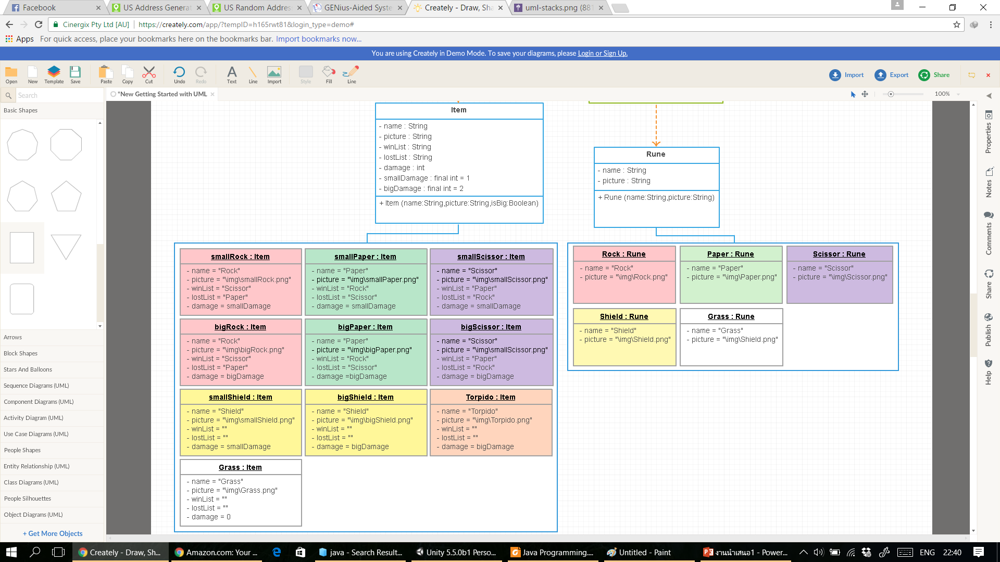 Facebook
US Address Generat
US Random Addre
GENius-Aided Syste
Creately - Draw, Sha
uml-stacks.png (881
Cinergix Pty Ltd [AU]
https://creately.com/app/?tempID=h165rwt81&login_type=demo#
Apps
For quick access, place your bookmarks here on the bookmarks bar. Import bookmarks now...
You are using Creately in Demo Mode. To save your diagrams, please Login or Sign Up.
Open
New
Template
Save
Paste
Copy
Cut
Undo
Redo
Text
Line
Import
Style
Fill
Line
Import
Export
Share
Search
*New Getting Started with UML
100%
Basic Shapes
Arrows
Block Shapes
Stars And Balloons
Sequence Diagrams (UML)
Component Diagrams (UML)
Activity Diagram (UML)
Use Case Diagrams (UML)
People Shapes
Entity Relationship (UML)
Class Diagrams (UML)
People Silhouettes
Object Diagrams (UML)
+ Get More Objects
Item
- name : String
- picture : String
- winList : String
- lostList : String
- damage : int
- smallDamage : final int = 1
- bigDamage : final int = 2
+ Item (name:String,picture:String,isBig:Boolean)
Rune
- name : String
- picture : String
+ Rune (name:String,picture:String)
smallRock : Item
- name = "Rock"
- picture = "\img\smallRock.png"
- winList = "Scissor"
- lostList = "Paper"
- damage = smallDamage
smallPaper : Item
- name = "Paper"
- picture = "\img\smallPaper.png"
- winList = "Rock"
- lostList = "Scissor"
- damage = smallDamage
smallScissor : Item
- name = "Scissor"
- picture = "\img\smallScissor.png"
- winList = "Paper"
- lostList = "Rock"
- damage = smallDamage
bigRock : Item
- name = "Rock"
- picture = "\img\bigRock.png"
- winList = "Scissor"
- lostList = "Paper"
- damage = bigDamage
bigPaper : Item
- name = "Paper"
- picture = "\img\bigPaper.png"
- winList = "Rock"
- lostList = "Scissor"
- damage =bigDamage
bigScissor : Item
- name = "Scissor"
- picture = "\img\smallScissor.png"
- winList = "Paper"
- lostList = "Rock"
- damage = bigDamage
smallShield : Item
- name = "Shield"
- picture = "\img\smallShield.png"
- winList = ""
- lostList = ""
- damage = smallDamage
bigShield : Item
- name = "Shield"
- picture = "\img\bigShield.png"
- winList = ""
- lostList = ""
- damage = bigDamage
Torpido : Item
- name = "Torpido"
- picture = "\img\Torpido.png"
- winList = ""
- lostList = ""
- damage = bigDamage
Grass : Item
- name = "Grass"
- picture = "\img\Grass.png"
- winList = ""
- lostList = ""
- damage = 0
Rock : Rune
- name = "Rock"
- picture = "\img\Rock.png"
Paper : Rune
- name = "Paper"
- picture = "\img\Paper.png"
Scissor : Rune
- name = "Scissor"
- picture = "\img\Scissor.png"
Shield : Rune
- name = "Shield"
- picture = "\img\Shield.png"
Grass : Rune
- name = "Grass"
- picture = "\img\Shield.png"
Properties
Notes
Comments
Share
Publish
Help
Creately - Draw, Sh...
Amazon.com: Your ...
java - Search Result...
Unity 5.5.0b1 Perso...
Java Programming....
Untitled - Paint
งานนำเสนอ1 - Power...
ENG
22:40